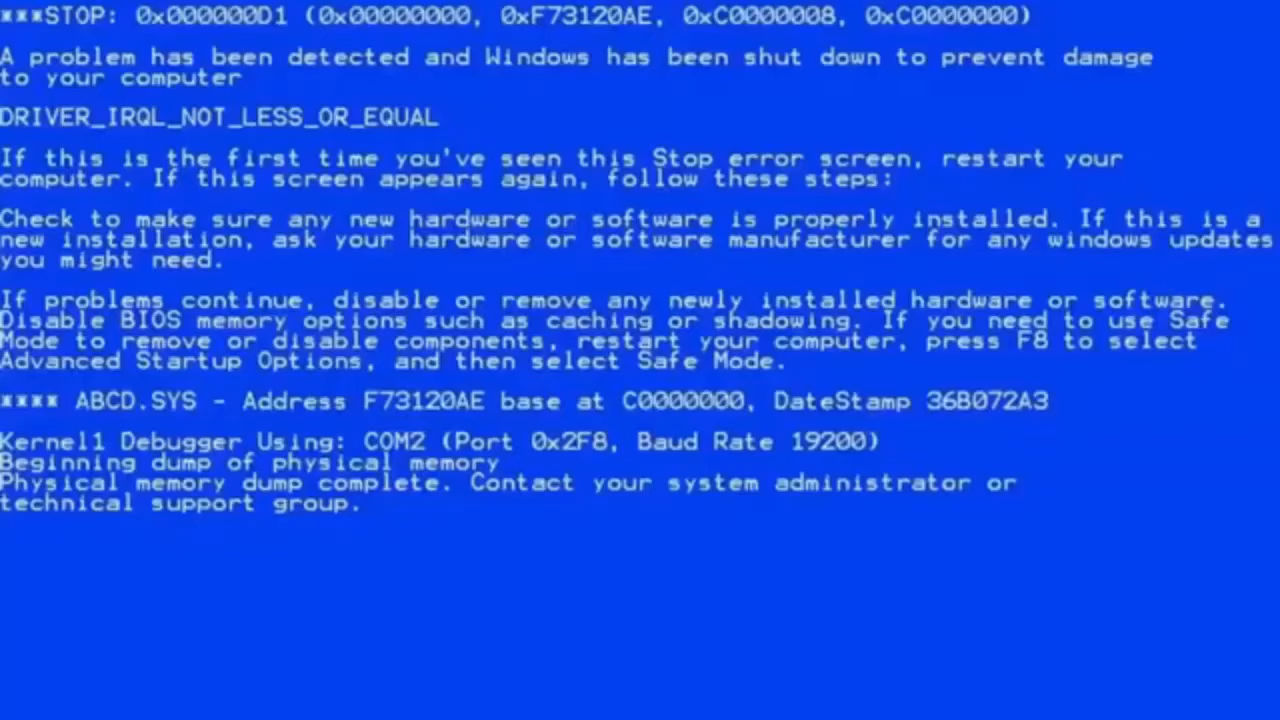 ***STOP: 0x000000D1 (0x00000000, 0xF73120AE, 0xC0000008, 0xC0000000)
A problem has been detected and Windows has been shut down to prevent damage
to your computer
DRIVER_IRQL_NOT_LESS_OR_EQUAL
If this is the first time you've seen this Stop error screen, restart your
computer. If this screen appears again, follow these steps:
Check to make sure any new hardware or software is properly installed. If this is a
new installation, ask your hardware or software manufacturer for any windows updates
you might need.
If problems continue, disable or remove any newly installed hardware or software.
Disable BIOS memory options such as caching or shadowing. If you need to use Safe
Mode to remove or disable components, restart your computer, press F8 to select
Advanced Startup Options, and then select Safe Mode.
**** ABCD.SYS - Address F73120AE base at C0000000, DateStamp 36B072A3
Kernel1 Debugger Using: COM2 (Port 0x2F8, Baud Rate 19200)
Beginning dump of physical memory
Physical memory dump complete. Contact your system administrator or
technical support group.